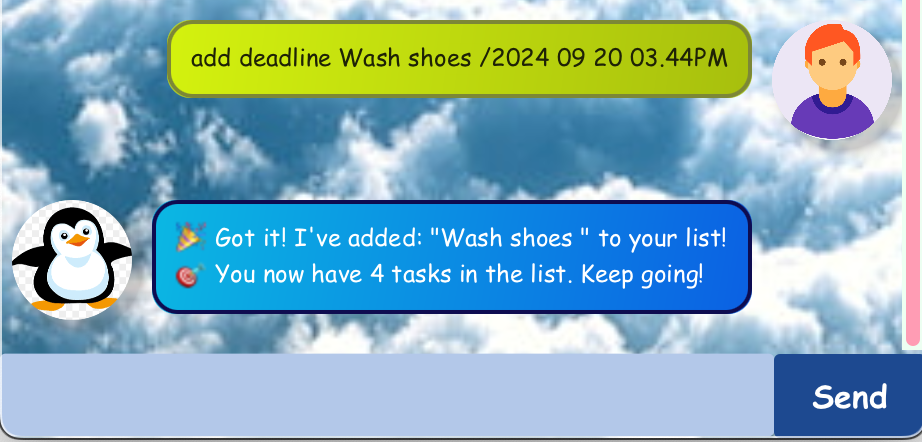 add deadline Wash shoes /2024 09 20 03.44PM
🎉 Got it! I've added: "Wash shoes " to your list!
🎯 You now have 4 tasks in the list. Keep going!
Send